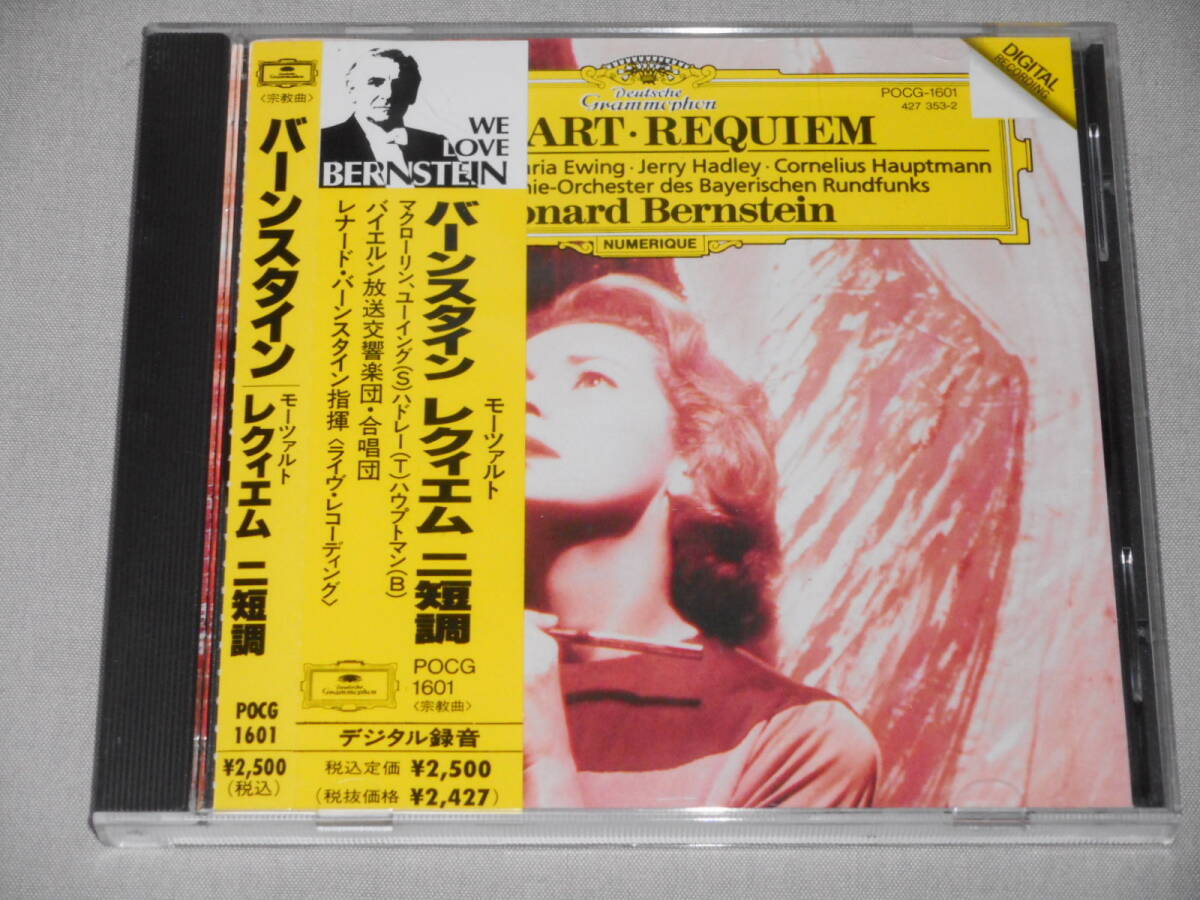 〈宗教曲〉
バーンスタイン
モーツァルト
レクィエム ニ短調
POCG
1601
¥2,500
(税込)
WE
LOVE
BERNSTEIN
モーツァルト
バーンスタイン レクィエム ニ短調
マクローリン、ユーイング(S)ハドレー(T)ハウプトマン(B)
バイエルン放送交響楽団・合唱団
レナード・バーンスタイン指揮〈ライヴ・レコーディング〉
Deutsche
Grammophon
POCG
1601
〈宗教曲〉
デジタル録音
税込定価 ¥2,500
(税抜価格 ¥2,427)
Deutsche
Grammophon
POCG-1601
427 353-2
DIGITAL
RECORDING
ART · REQUIEM
aria Ewing · Jerry Hadley · Cornelius Hauptmann
nie-Orchester des Bayerischen Rundfunks
onard Bernstein
NUMERIQUE